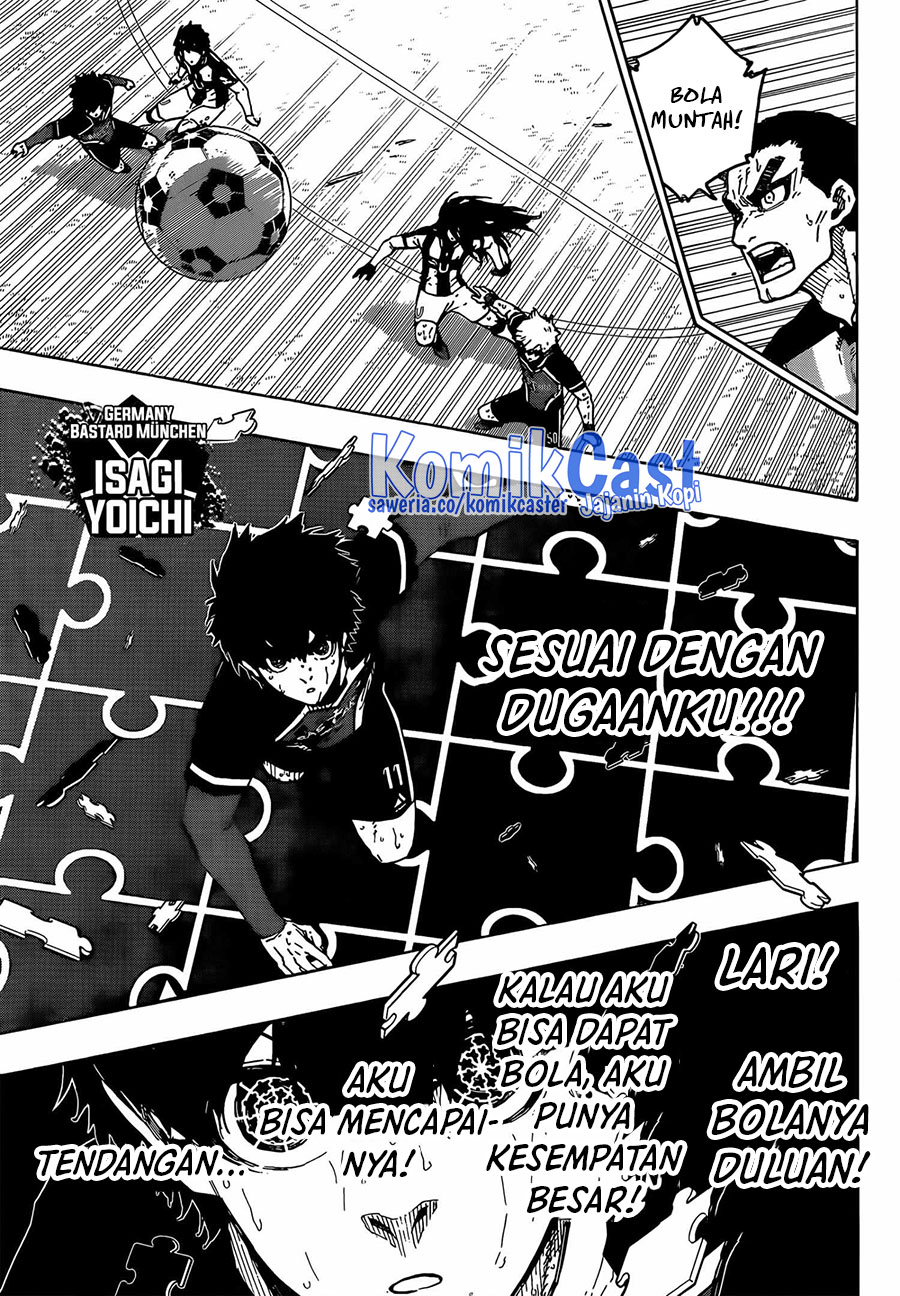 BOLA
MUNTAH!
GERMANY
BASTARD MÜNCHEN
ISAGI
YOICHI
KomikCast
saweria.co/komikcaster Jajanin Kopi
SESUAI DENGAN
DUGAANKU!!!
11
LARI!
AMBIL
BOLANYA
DULUAN!
KALAU AKU
BISA DAPAT
BOLA, AKU
PUNYA
KESEMPATAN
BESAR!
AKU
BISA MENCAPAI-
NYA!
TENDANGAN...